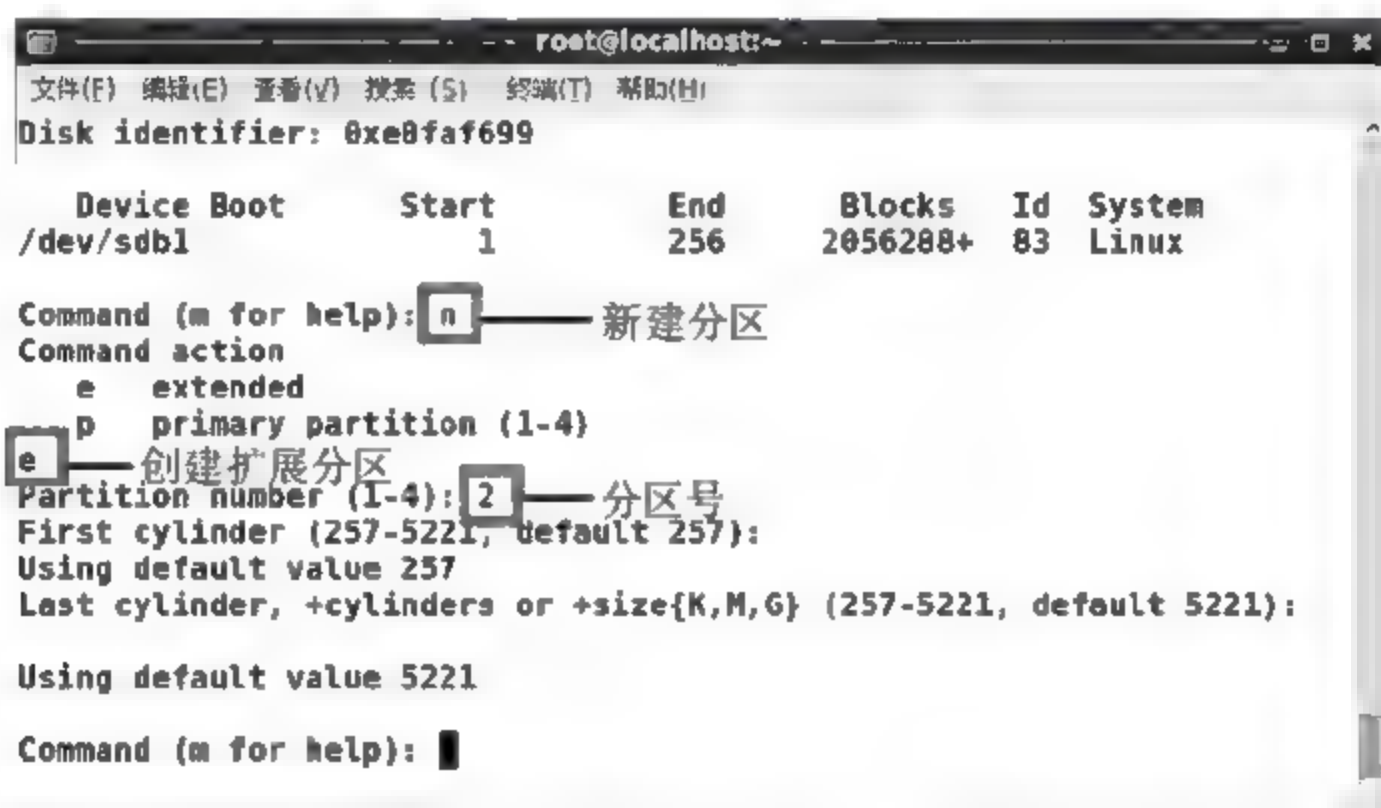 root@localhost:~
文件(F) 编辑(E) 查看(V) 搜索 (S) 终端(T) 帮助(H)
Disk identifier: 0xe0faf699
Device Boot Start End Blocks Id System
/dev/sdb1 1 256 2056288+ 83 Linux
Command (m for help): n 新建分区
Command action
e extended
p primary partition (1-4)
e 创建扩展分区
Partition number (1-4): 2 分区号
First cylinder (257-5221, default 257):
Using default value 257
Last cylinder, +cylinders or +size{K,M,G} (257-5221, default 5221):
Using default value 5221
Command (m for help):